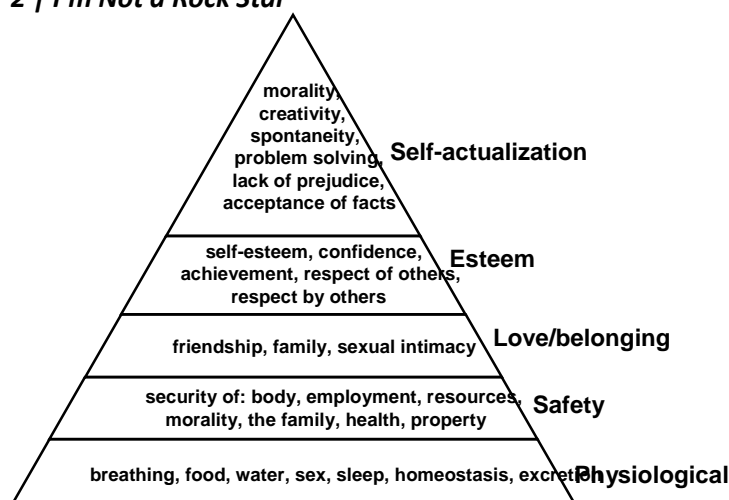 2 | I'm Not a Rock Star
morality,
creativity,
spontaneity,
problem solving,
lack of prejudice,
acceptance of facts
Self-actualization
self-esteem, confidence,
achievement, respect of others,
respect by others
Esteem
friendship, family, sexual intimacy
Love/belonging
security of: body, employment, resources,
morality, the family, health, property
Safety
breathing, food, water, sex, sleep, homeostasis, excretion
Physiological